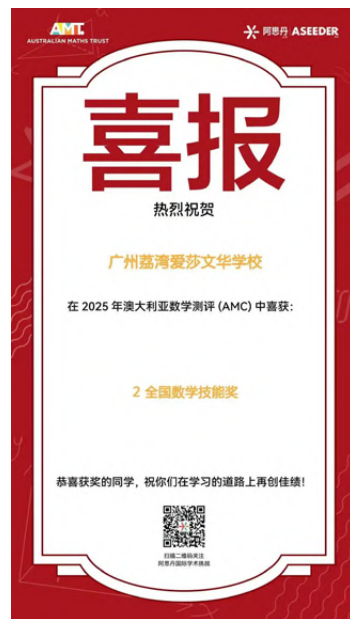 AMT
AUSTRALIAN MATHS TRUST
阿思丹 ASEEDER
喜报
热烈祝贺
广州荔湾爱莎文华学校
在 2025 年澳大利亚数学测评 (AMC) 中喜获：
2 全国数学技能奖
恭喜获奖的同学，祝你们在学习的道路上再创佳绩！
扫描二维码关注
阿思丹国际学术挑战